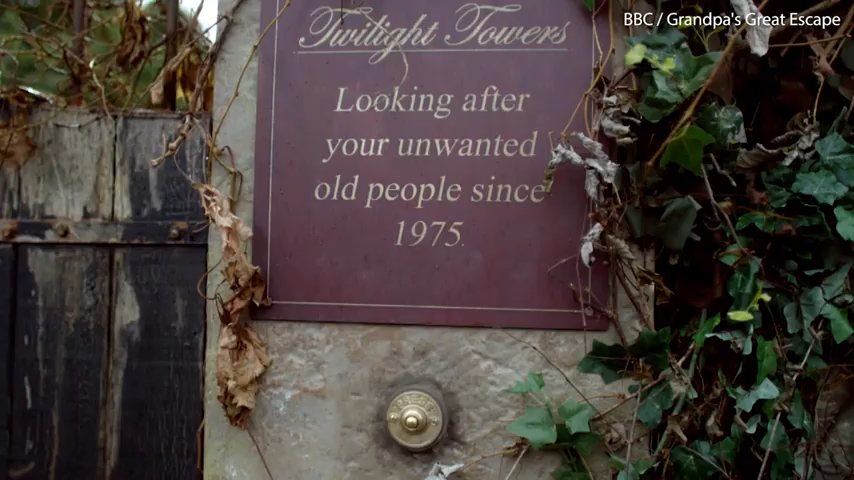 BBC / Grandpa's Great Escape
Twilight Towers
Looking after
your unwanted
old people since
1975.